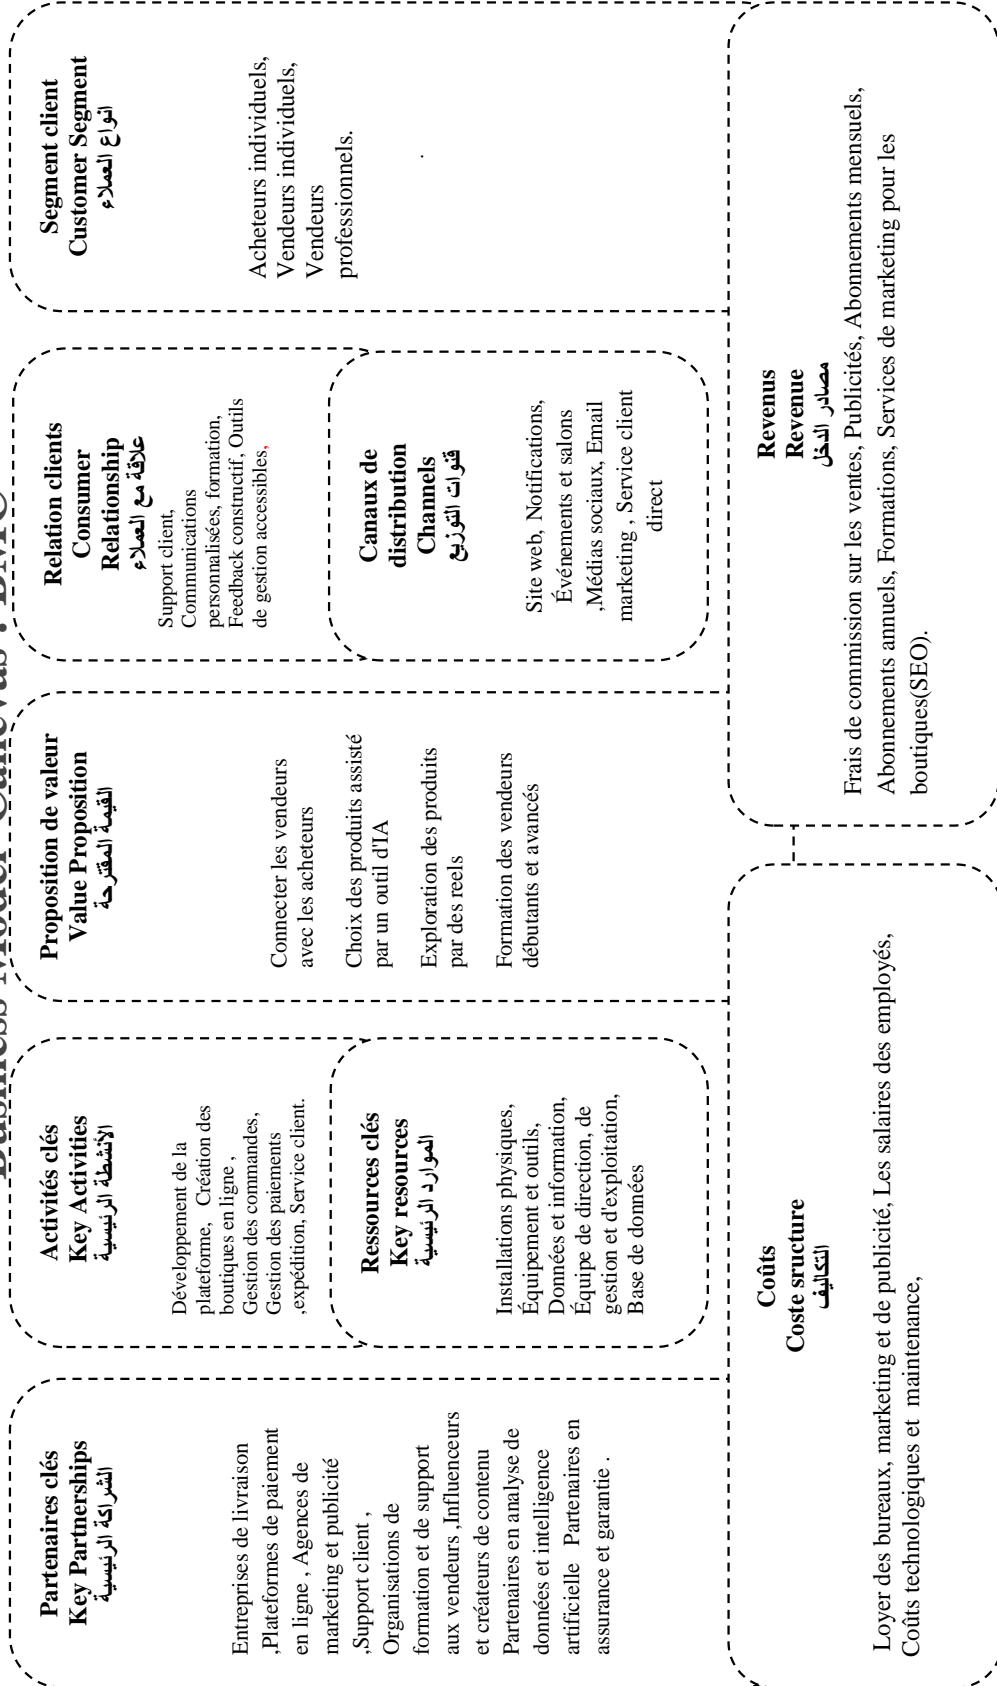 Business Model Canevas : BMC
Partenaires clés
Key Partnerships
الشراكة الرئيسية
Entreprises de livraison
,Plateformes de paiement
en ligne , Agences de
marketing et publicité
,Support client ,
Organisations de
formation et de support
aux vendeurs ,Influenceurs
et créateurs de contenu
Partenaires en analyse de
données et intelligence
artificielle Partenaires en
assurance et garantie .
Activités clés
Key Activities
الأنشطة الرئيسية
Développement de la
plateforme, Création des
boutiques en ligne ,
Gestion des commandes,
Gestion des paiements
,expédition, Service client.
Ressources clés
Key resources
الموارد الرئيسية
Installations physiques,
Équipement et outils,
Données et information,
Équipe de direction, de
gestion et d'exploitation,
Base de données
Proposition de valeur
Value Proposition
القيمة المقترحة
Connecter les vendeurs
avec les acheteurs
Choix des produits assisté
par un outil d'IA
Exploration des produits
par des reels
Formation des vendeurs
débutants et avancés
Relation clients
Consumer
Relationship
علاقة مع العملاء
Support client,
Communications
personnalisées, formation,
Feedback constructif, Outils
de gestion accessibles,
Canaux de
distribution
Channels
قنوات التوزيع
Site web, Notifications,
Événements et salons
,Médias sociaux, Email
marketing , Service client
direct
Segment client
Customer Segment
انواع العملاء
Acheteurs individuels,
Vendeurs individuels,
Vendeurs
professionnels.
.
Coûts
Coste sructure
التكاليف
Loyer des bureaux, marketing et de publicité, Les salaires des employés,
Coûts technologiques et maintenance,
Revenus
Revenue
مصادر الدخل
Frais de commission sur les ventes, Publicités, Abonnements mensuels,
Abonnements annuels, Formations, Services de marketing pour les
boutiques(SEO).